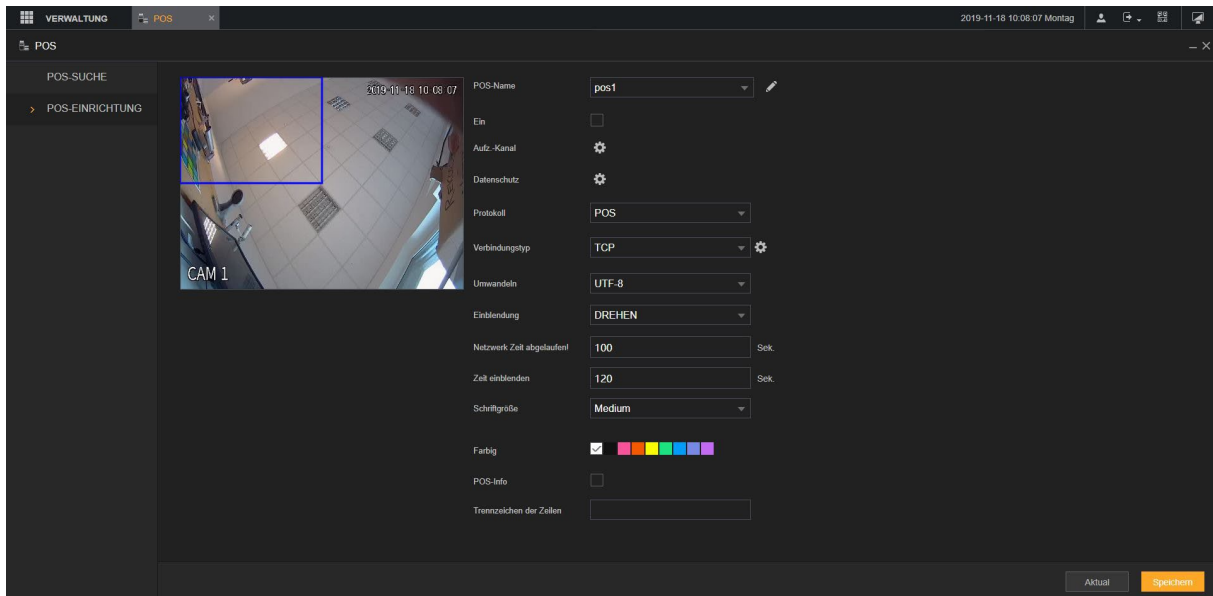 VERWALTUNG
POS
2019-11-18 10:08:07 Montag
POS
POS-SUCHE
POS-EINRICHTUNG
2019-11-18 10 08 07
CAM 1
POS-Name
pos1
Ein
Aufz.-Kanal
Datenschutz
Protokoll
POS
Verbindungstyp
TCP
Umwandeln
UTF-8
Einblendung
DREHEN
Netzwerk Zeit abgelaufen!
100
Sek.
Zeit einblenden
120
Sek.
Schriftgröße
Medium
Farbig
POS-Info
Trennzeichen der Zeilen
Aktual
Speichern